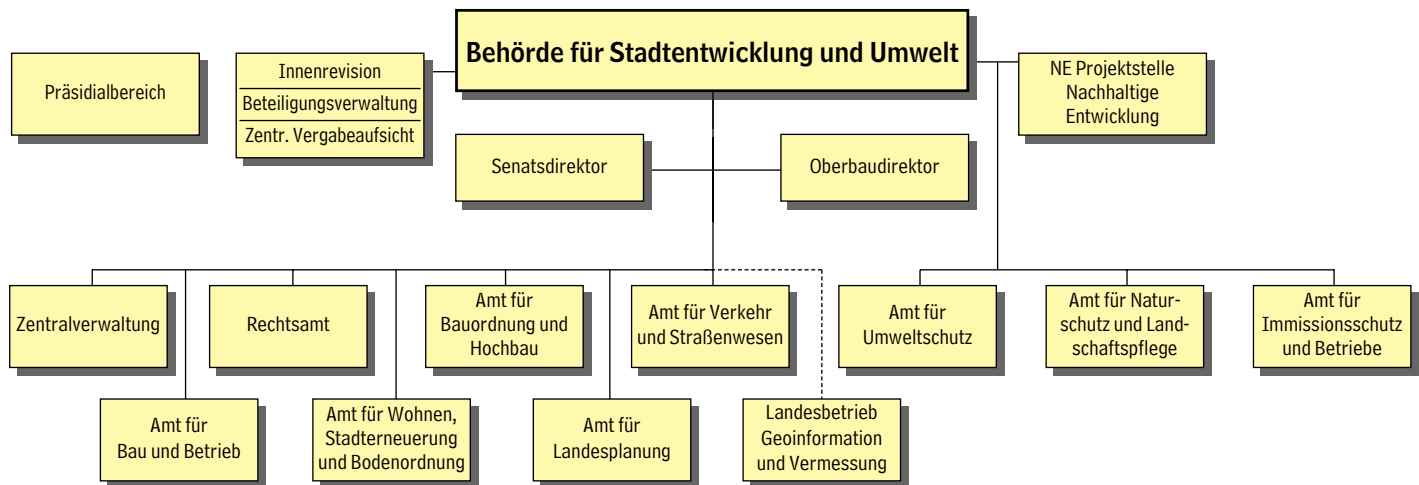 Behörde für Stadtentwicklung und Umwelt
Präsidialbereich
Innenrevision
Beteiligungsverwaltung
Zentr. Vergabeaufsicht
NE Projektstelle
Nachhaltige
Entwicklung
Senatsdirektor
Oberbaudirektor
Zentralverwaltung
Rechtsamt
Amt für
Bauordnung und
Hochbau
Amt für Verkehr
und Straßenwesen
Amt für
Umweltschutz
Amt für Natur-
schutz und Land-
schaftspflege
Amt für
Immissionsschutz
und Betriebe
Amt für
Bau und Betrieb
Amt für Wohnen,
Stadterneuerung
und Bodenordnung
Amt für
Landesplanung
Landesbetrieb
Geoinformation
und Vermessung